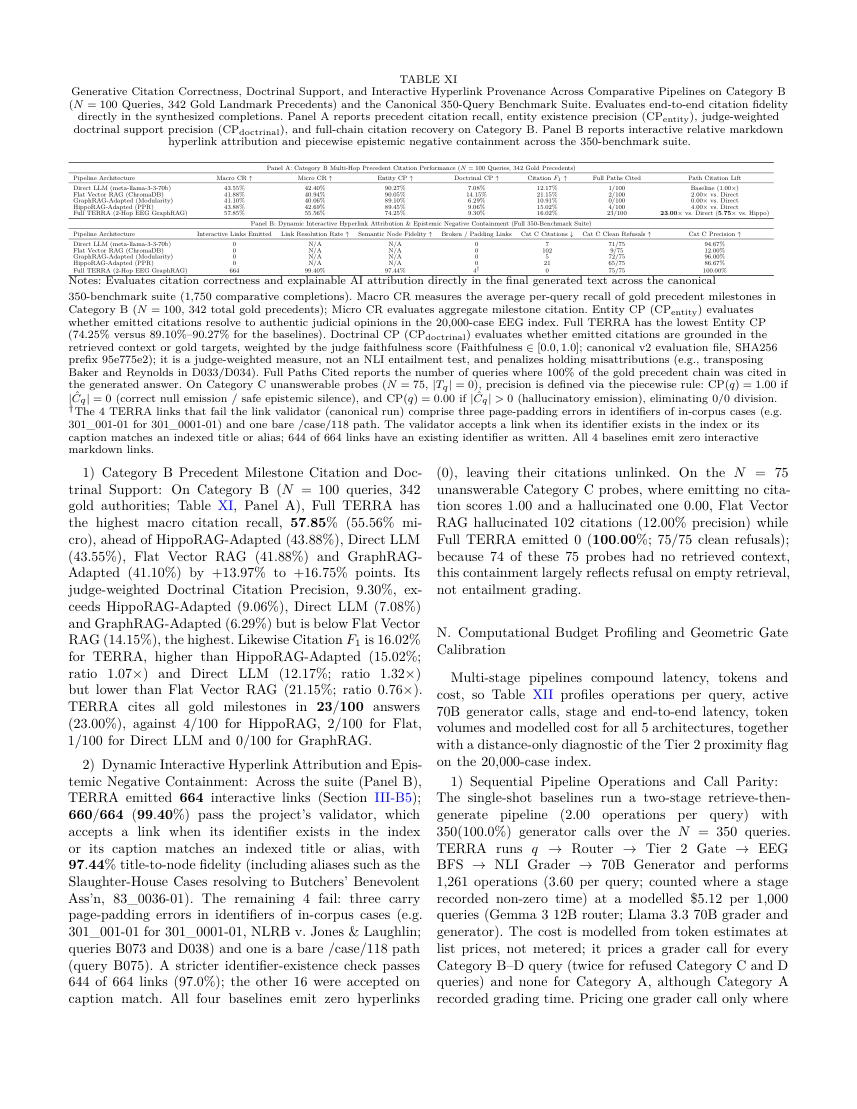 TABLE XI
Generative Citation Correctness, Doctrinal Support, and Interactive Hyperlink Provenance Across Comparative Pipelines on Category B
(N = 100 Queries, 342 Gold Landmark Precedents) and the Canonical 350-Query Benchmark Suite. Evaluates end-to-end citation fidelity
directly in the synthesized completions. Panel A reports precedent citation recall, entity existence precision (CP_entity), judge-weighted
doctrinal support precision (CP_doctrinal), and full-chain citation recovery on Category B. Panel B reports interactive relative markdown
hyperlink attribution and piecewise epistemic negative containment across the 350-benchmark suite.
Panel A: Category B Multi-Hop Precedent Citation Performance (N = 100 Queries, 342 Gold Precedents)
Pipeline Architecture Macro CR ↑ Micro CR ↑ Entity CP ↑ Doctrinal CP ↑ Citation F1 ↑ Full Paths Cited Path Citation Lift
Direct LLM (meta-llama-3-3-70b) 43.55% 42.40% 90.27% 7.08% 12.17% 1/100 Baseline (1.00×)
Flat Vector RAG (ChromaDB) 41.88% 40.94% 90.05% 14.15% 21.15% 2/100 2.00× vs. Direct
GraphRAG-Adapted (Modularity) 41.10% 40.06% 89.10% 6.29% 10.91% 0/100 0.00× vs. Direct
HippoRAG-Adapted (PPR) 43.88% 42.69% 89.45% 9.06% 15.02% 4/100 4.00× vs. Direct
Full TERRA (2-Hop EEG GraphRAG) 57.85% 55.56% 74.25% 9.30% 16.02% 23/100 23.00× vs. Direct (5.75× vs. Hippo)
Panel B: Dynamic Interactive Hyperlink Attribution & Epistemic Negative Containment (Full 350-Benchmark Suite)
Pipeline Architecture Interactive Links Emitted Link Resolution Rate ↑ Semantic Node Fidelity ↑ Broken / Padding Links Cat C Citations ↓ Cat C Clean Refusals ↑ Cat C Precision ↑
Direct LLM (meta-llama-3-3-70b) 0 N/A N/A 0 7 71/75 94.67%
Flat Vector RAG (ChromaDB) 0 N/A N/A 0 102 9/75 12.00%
GraphRAG-Adapted (Modularity) 0 N/A N/A 0 5 72/75 96.00%
HippoRAG-Adapted (PPR) 0 N/A N/A 0 21 65/75 86.67%
Full TERRA (2-Hop EEG GraphRAG) 664 99.40% 97.44% 4† 0 75/75 100.00%
Notes: Evaluates citation correctness and explainable AI attribution directly in the final generated text across the canonical
350-benchmark suite (1,750 comparative completions). Macro CR measures the average per-query recall of gold precedent milestones in
Category B (N = 100, 342 total gold precedents); Micro CR evaluates aggregate milestone citation. Entity CP (CP_entity) evaluates
whether emitted citations resolve to authentic judicial opinions in the 20,000-case EEG index. Full TERRA has the lowest Entity CP
(74.25% versus 89.10%–90.27% for the baselines). Doctrinal CP (CP_doctrinal) evaluates whether emitted citations are grounded in the
retrieved context or gold targets, weighted by the judge faithfulness score (Faithfulness ∈ [0.0, 1.0]; canonical v2 evaluation file, SHA256
prefix 95e775e2); it is a judge-weighted measure, not an NLI entailment test, and penalizes holding misattributions (e.g., transposing
Baker and Reynolds in D033/D034). Full Paths Cited reports the number of queries where 100% of the gold precedent chain was cited in
the generated answer. On Category C unanswerable probes (N = 75, |T_q| = 0), precision is defined via the piecewise rule: CP(q) = 1.00 if
|Ĉ_q| = 0 (correct null emission / safe epistemic silence), and CP(q) = 0.00 if |Ĉ_q| > 0 (hallucinatory emission), eliminating 0/0 division.
†The 4 TERRA links that fail the link validator (canonical run) comprise three page-padding errors in identifiers of in-corpus cases (e.g.
301_001-01 for 301_0001-01) and one bare /case/118 path. The validator accepts a link when its identifier exists in the index or its
caption matches an indexed title or alias; 644 of 664 links have an existing identifier as written. All 4 baselines emit zero interactive
markdown links.
1) Category B Precedent Milestone Citation and Doc-
trinal Support: On Category B (N = 100 queries, 342
gold authorities; Table XI, Panel A), Full TERRA has
the highest macro citation recall, 57.85% (55.56% mi-
cro), ahead of HippoRAG-Adapted (43.88%), Direct LLM
(43.55%), Flat Vector RAG (41.88%) and GraphRAG-
Adapted (41.10%) by +13.97% to +16.75% points. Its
judge-weighted Doctrinal Citation Precision, 9.30%, ex-
ceeds HippoRAG-Adapted (9.06%), Direct LLM (7.08%)
and GraphRAG-Adapted (6.29%) but is below Flat Vector
RAG (14.15%), the highest. Likewise Citation F1 is 16.02%
for TERRA, higher than HippoRAG-Adapted (15.02%;
ratio 1.07×) and Direct LLM (12.17%; ratio 1.32×)
but lower than Flat Vector RAG (21.15%; ratio 0.76×).
TERRA cites all gold milestones in 23/100 answers
(23.00%), against 4/100 for HippoRAG, 2/100 for Flat,
1/100 for Direct LLM and 0/100 for GraphRAG.
2) Dynamic Interactive Hyperlink Attribution and Epis-
temic Negative Containment: Across the suite (Panel B),
TERRA emitted 664 interactive links (Section III-B5);
660/664 (99.40%) pass the project's validator, which
accepts a link when its identifier exists in the index
or its caption matches an indexed title or alias, with
97.44% title-to-node fidelity (including aliases such as the
Slaughter-House Cases resolving to Butchers' Benevolent
Ass'n, 83_0036-01). The remaining 4 fail: three carry
page-padding errors in identifiers of in-corpus cases (e.g.
301_001-01 for 301_0001-01, NLRB v. Jones & Laughlin;
queries B073 and D038) and one is a bare /case/118 path
(query B075). A stricter identifier-existence check passes
644 of 664 links (97.0%); the other 16 were accepted on
caption match. All four baselines emit zero hyperlinks
(0), leaving their citations unlinked. On the N = 75
unanswerable Category C probes, where emitting no cita-
tion scores 1.00 and a hallucinated one 0.00, Flat Vector
RAG hallucinated 102 citations (12.00% precision) while
Full TERRA emitted 0 (100.00%; 75/75 clean refusals);
because 74 of these 75 probes had no retrieved context,
this containment largely reflects refusal on empty retrieval,
not entailment grading.
N. Computational Budget Profiling and Geometric Gate
Calibration
Multi-stage pipelines compound latency, tokens and
cost, so Table XII profiles operations per query, active
70B generator calls, stage and end-to-end latency, token
volumes and modelled cost for all 5 architectures, together
with a distance-only diagnostic of the Tier 2 proximity flag
on the 20,000-case index.
1) Sequential Pipeline Operations and Call Parity:
The single-shot baselines run a two-stage retrieve-then-
generate pipeline (2.00 operations per query) with
350(100.0%) generator calls over the N = 350 queries.
TERRA runs q → Router → Tier 2 Gate → EEG
BFS → NLI Grader → 70B Generator and performs
1,261 operations (3.60 per query; counted where a stage
recorded non-zero time) at a modelled $5.12 per 1,000
queries (Gemma 3 12B router; Llama 3.3 70B grader and
generator). The cost is modelled from token estimates at
list prices, not metered; it prices a grader call for every
Category B–D query (twice for refused Category C and D
queries) and none for Category A, although Category A
recorded grading time. Pricing one grader call only where